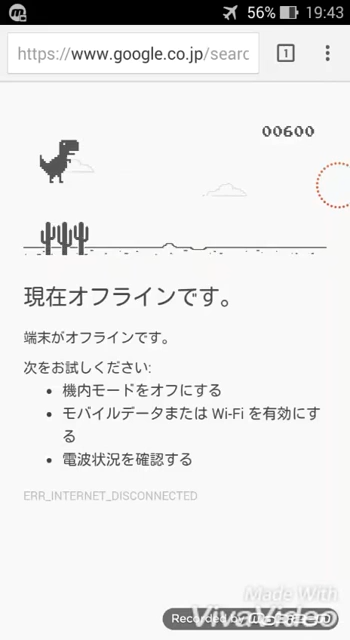 56% 19:43
https://www.google.co.jp/searc
1
00600
現在オフラインです。
端末がオフラインです。
次をお試しください:
• 機内モードをオフにする
• モバイルデータまたは Wi-Fi を有効にす
る
• 電波状況を確認する
ERR_INTERNET_DISCONNECTED
Made With
VivaVideo
Recorded by